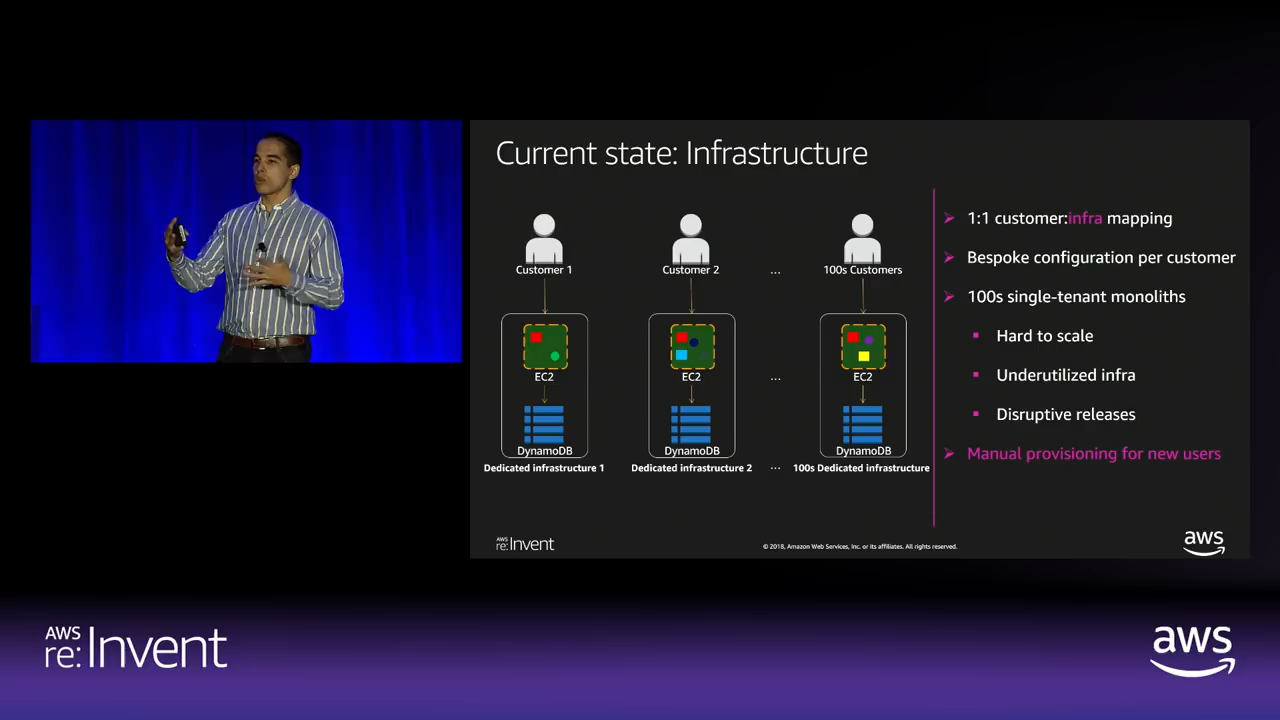 Current state: Infrastructure
Customer 1
Customer 2
...
100s Customers
EC2
EC2
...
EC2
DynamoDB
DynamoDB
DynamoDB
Dedicated infrastructure 1
Dedicated infrastructure 2
...
100s Dedicated infrastructure
1:1 customer:infra mapping
Bespoke configuration per customer
100s single-tenant monoliths
Hard to scale
Underutilized infra
Disruptive releases
Manual provisioning for new users
AWS
re:Invent
© 2018, Amazon Web Services, Inc. or its affiliates. All rights reserved.
aws
AWS
re:Invent
aws